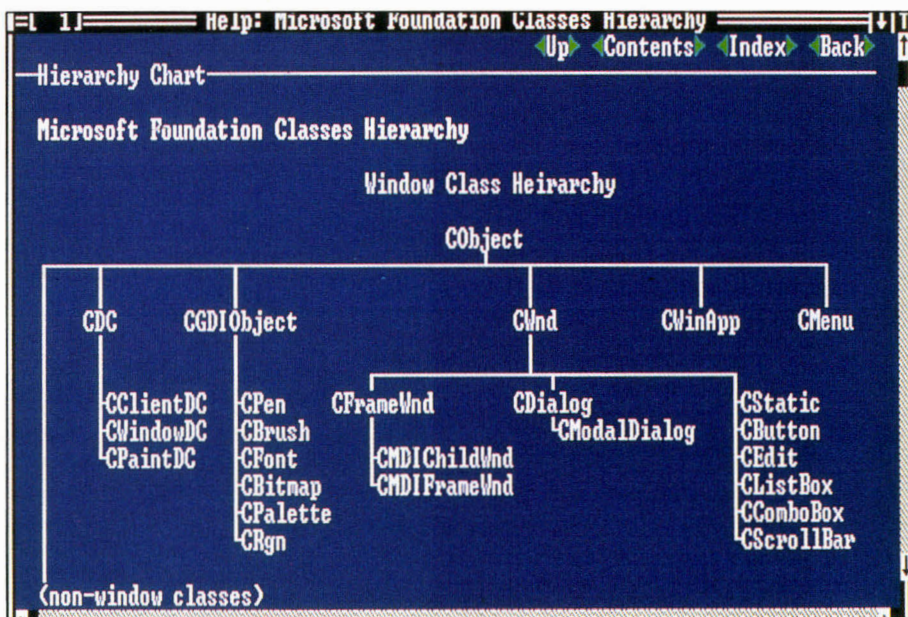 [ 1] Help: Microsoft Foundation Classes Hierarchy
Up Contents Index Back
Hierarchy Chart
Microsoft Foundation Classes Hierarchy
Window Class Heirarchy
CObject
CDC CGDIObject CWnd CWinApp CMenu
CClientDC CPen CFrameWnd CDialog CStatic
CWindowDC CBrush CModalDialog CButton
CPaintDC CFont CMDIChildWnd CEdit
CBitmap CMDIFrameWnd CListBox
CPalette CComboBox
CRgn CScrollBar
(non-window classes)